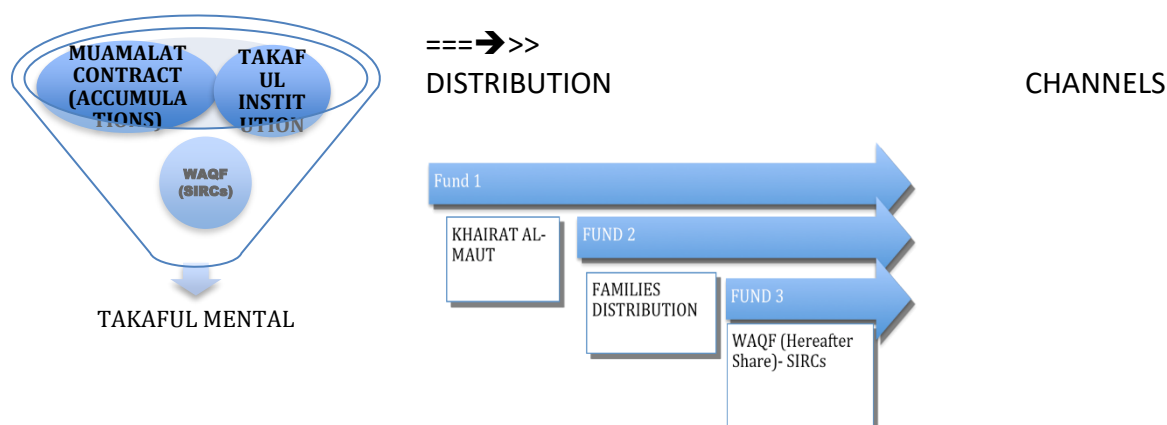 MUAMALAT
CONTRACT
(ACCUMULA
TIONS)
TAKAF
UL
INSTIT
UTION
WAQF
(SIRCs)
TAKAFUL MENTAL
===➔>>
DISTRIBUTION CHANNELS
Fund 1
KHAIRAT AL-
MAUT
FUND 2
FAMILIES
DISTRIBUTION
FUND 3
WAQF (Hereafter
Share)- SIRCs